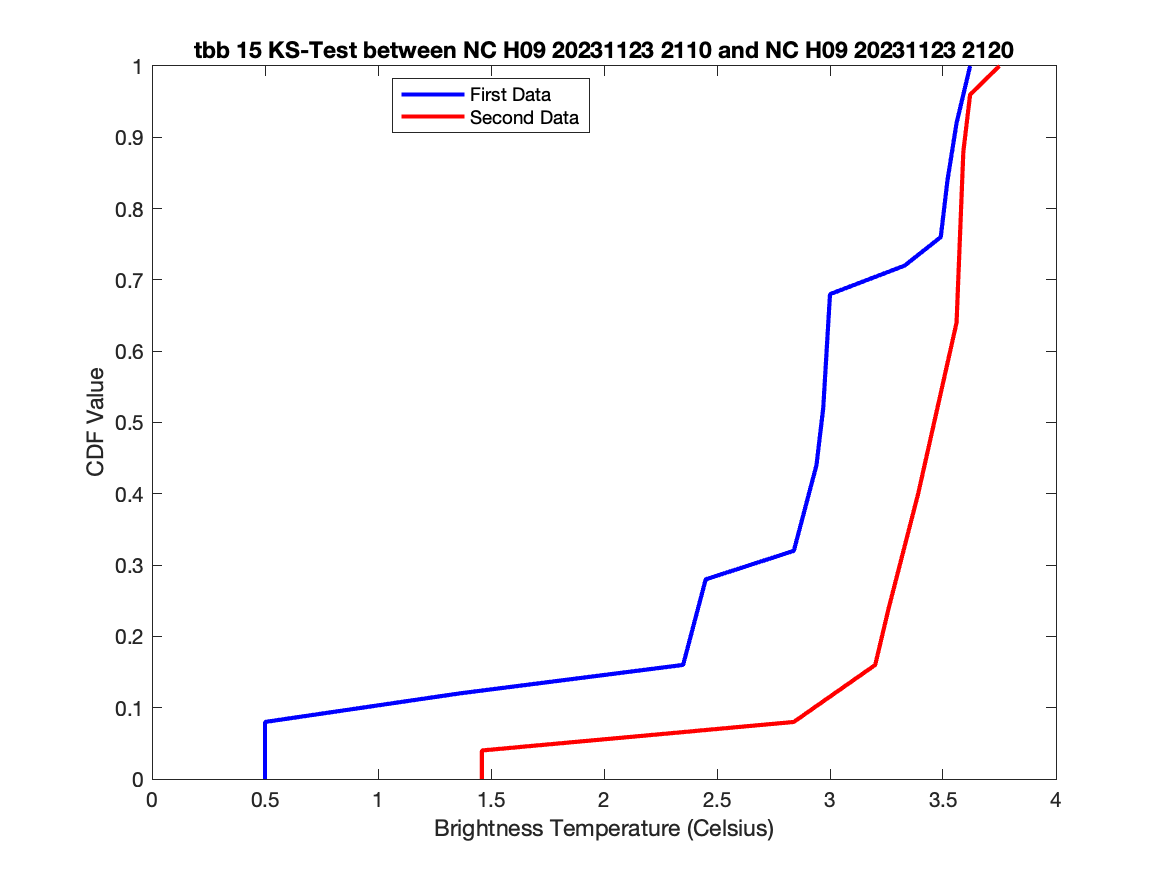 tbb 15 KS-Test between NC H09 20231123 2110 and NC H09 20231123 2120
First Data
Second Data
1
0.9
0.8
0.7
0.6
0.5
0.4
0.3
0.2
0.1
0
CDF Value
0 0.5 1 1.5 2 2.5 3 3.5 4
Brightness Temperature (Celsius)